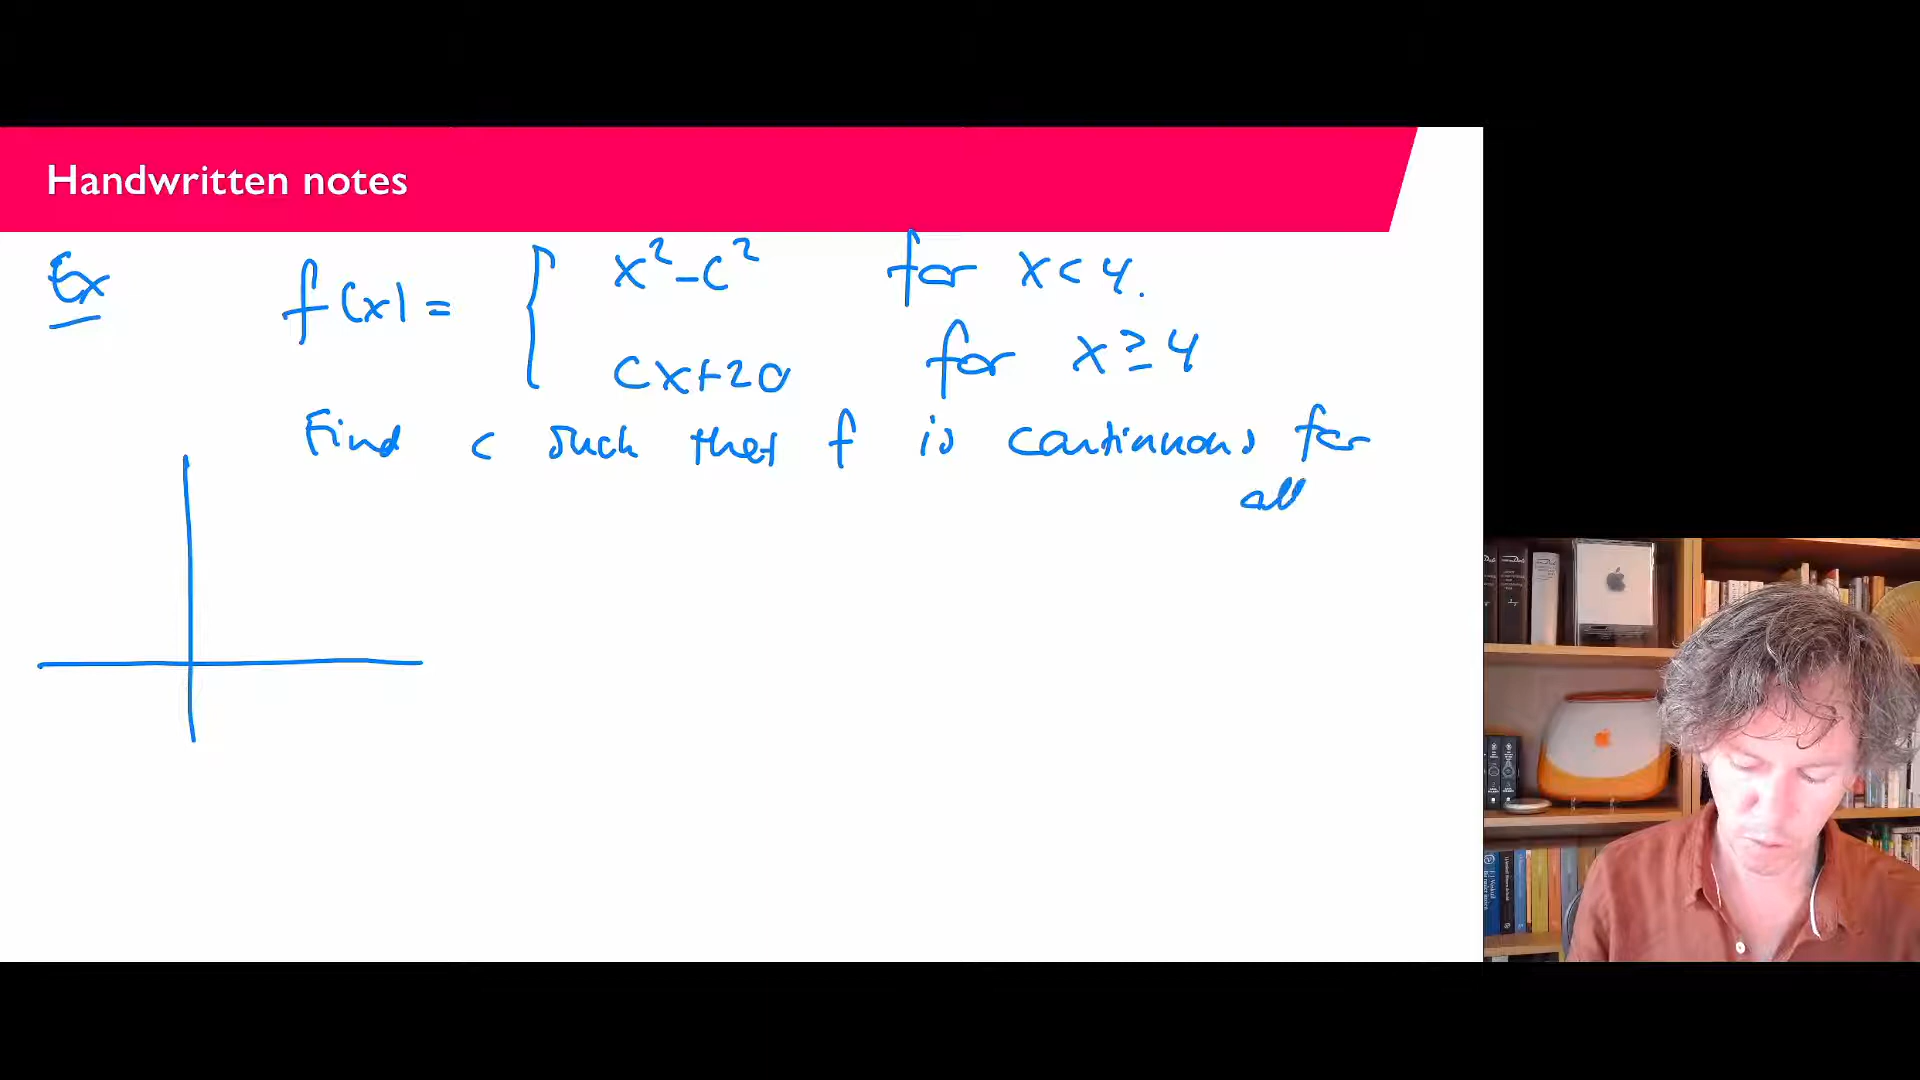 Handwritten notes
Ex f(x) = { x² - c² for x < 4.
cx + 20 for x ≥ 4
Find c such that f is continuous for
all